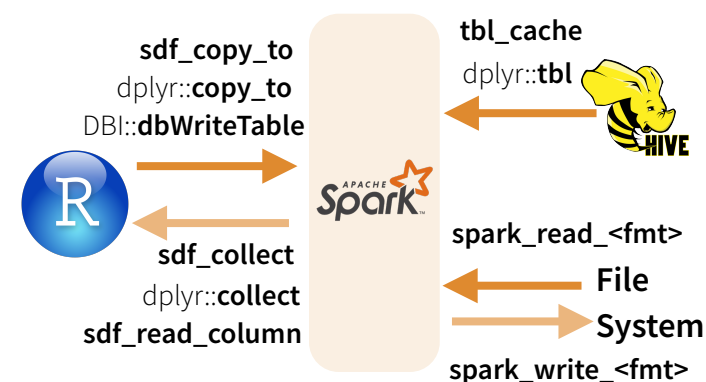 sdf_copy_to
dplyr::copy_to
DBI::dbWriteTable
R
sdf_collect
dplyr::collect
sdf_read_column
APACHE
Spark™
tbl_cache
dplyr::tbl
HIVE
spark_read_<fmt>
File
System
spark_write_<fmt>